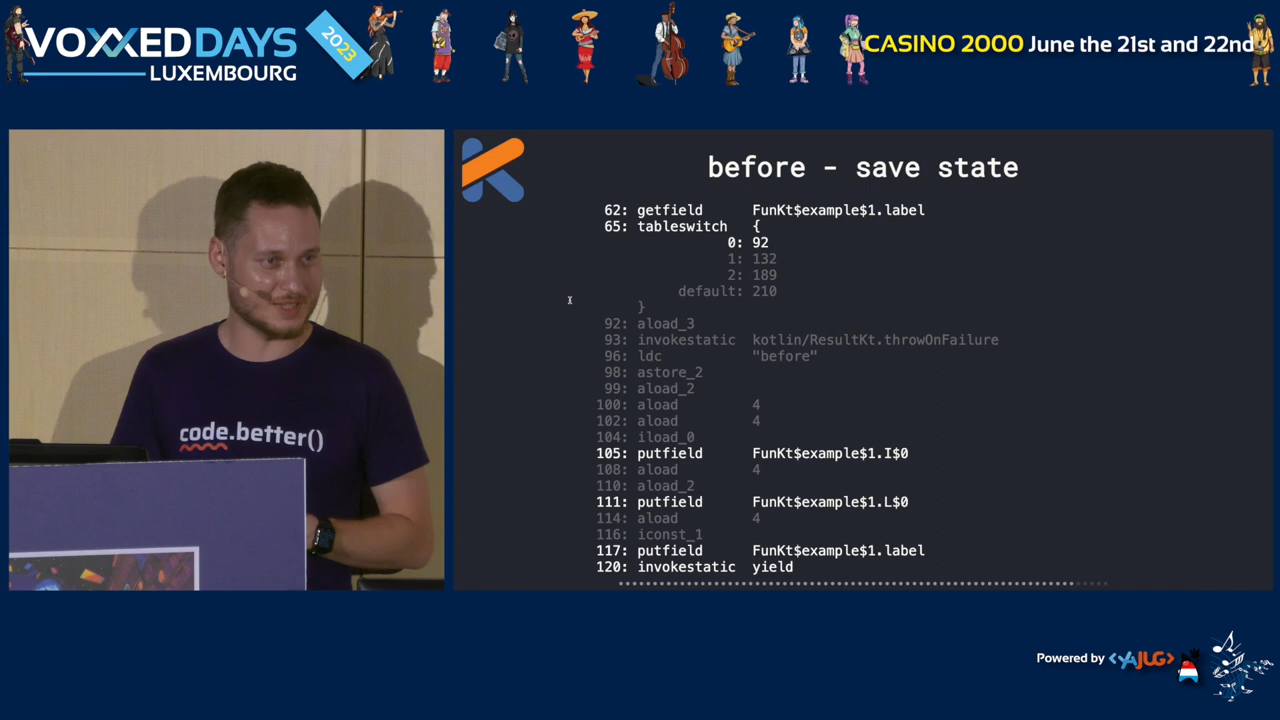 VOXXED DAYS
LUXEMBOURG
2023
CASINO 2000 June the 21st and 22nd
code.better()
before - save state
62: getfield FunKt$example$1.label
65: tableswitch {
0: 92
1: 132
2: 189
default: 210
}
92: aload_3
93: invokestatic kotlin/ResultKt.throwOnFailure
96: ldc "before"
98: astore_2
99: aload_2
100: aload 4
102: aload 4
104: iload_0
105: putfield FunKt$example$1.I$0
108: aload 4
110: aload_2
111: putfield FunKt$example$1.L$0
114: aload 4
116: iconst_1
117: putfield FunKt$example$1.label
120: invokestatic yield
Powered by <YAJUG>